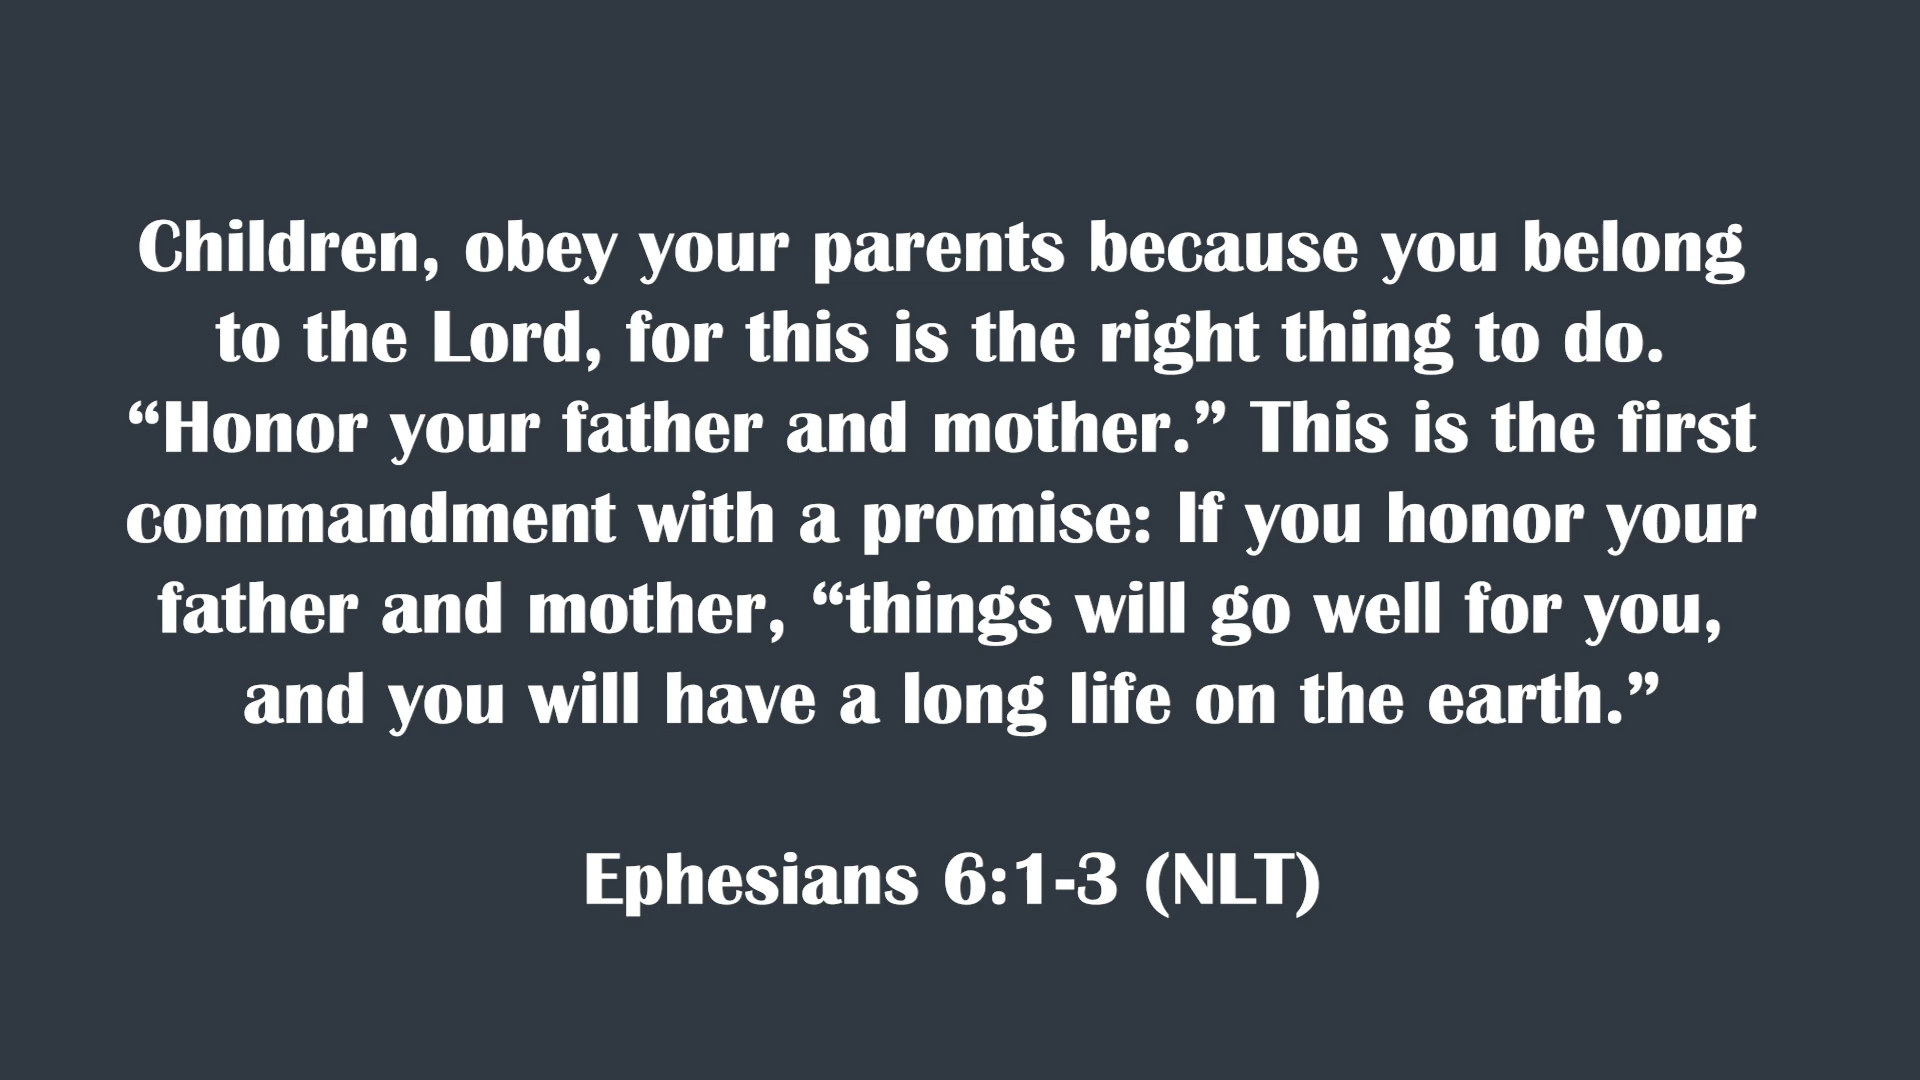 Children, obey your parents because you belong
to the Lord, for this is the right thing to do.
“Honor your father and mother.” This is the first
commandment with a promise: If you honor your
father and mother, “things will go well for you,
and you will have a long life on the earth.”
Ephesians 6:1-3 (NLT)